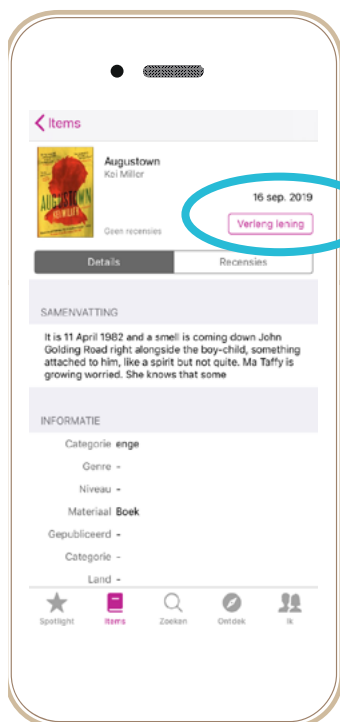 Items
AUGUSTOWN
KEI MILLER
Augustown
Kei Miller
16 sep. 2019
Geen recensies
Verleng lening
Details
Recensies
SAMENVATTING
It is 11 April 1982 and a smell is coming down John
Golding Road right alongside the boy-child, something
attached to him, like a spirit but not quite. Ma Taffy is
growing worried. She knows that some
INFORMATIE
Categorie enge
Genre -
Niveau -
Materiaal Boek
Gepubliceerd -
Categorie -
Land -
Spotlight
Items
Zoeken
Ontdek
Ik